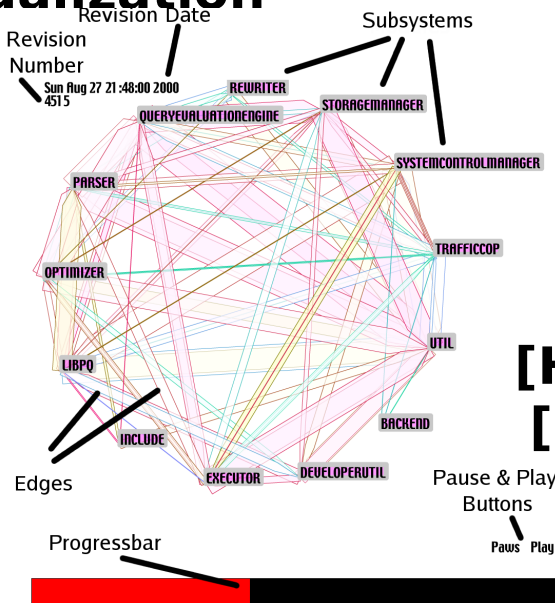 Revision Date
Subsystems
Revision
Number
Sun Aug 27 21:48:00 2000
4515
REWRITER
STORAGEMANAGER
QUERYEVALUATIONENGINE
SYSTEMCONTROLMANAGER
PARSER
TRAFFICCOP
OPTIMIZER
UTIL
LIBPQ
BACKEND
INCLUDE
DEVELOPERUTIL
EXECUTOR
Edges
Pause & Play
Buttons
Progressbar
Paws Play